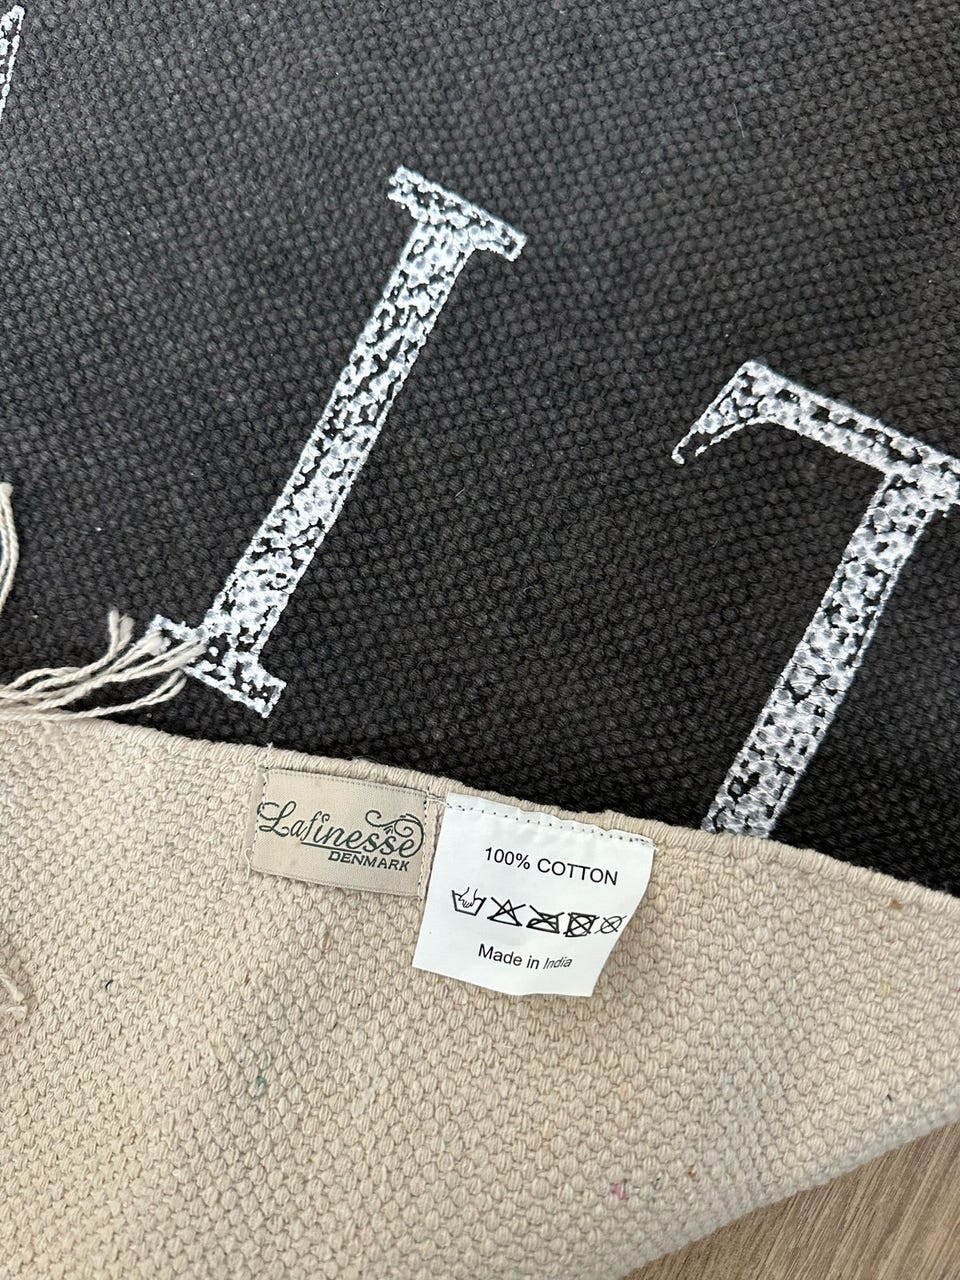 I T
Lafinesse
DENMARK
100% COTTON
Made in India